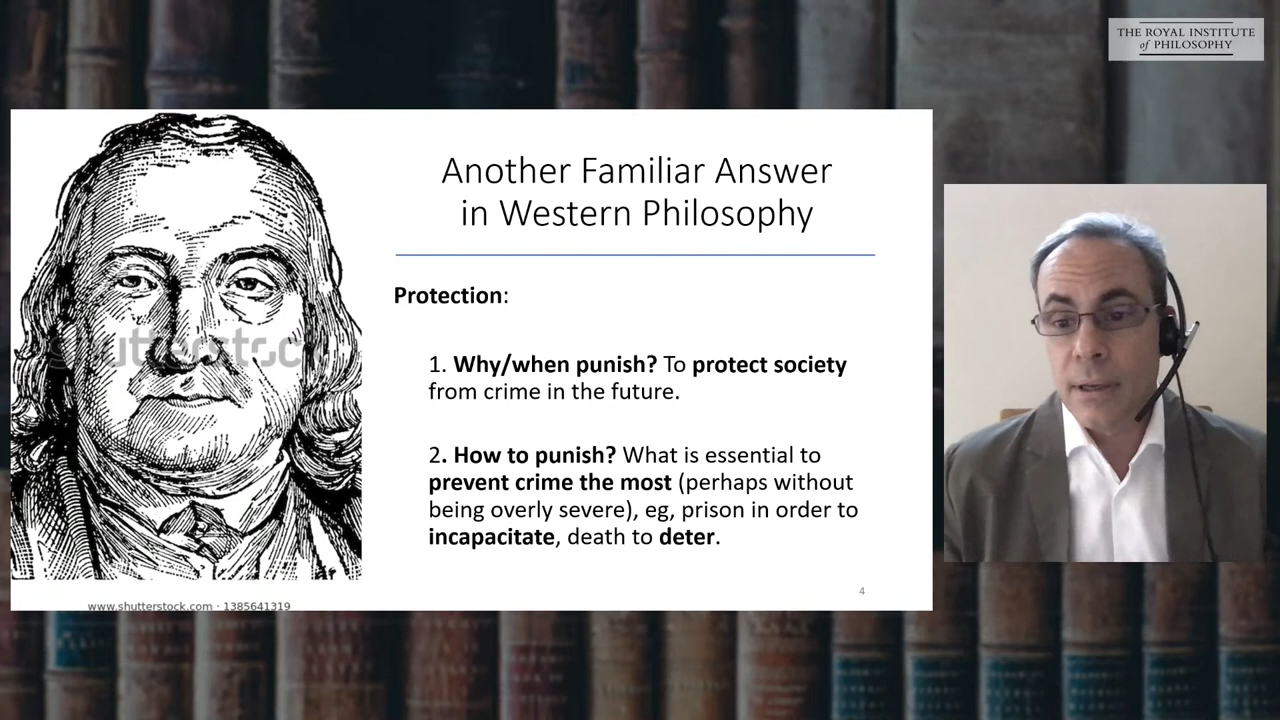 THE ROYAL INSTITUTE
of PHILOSOPHY
Another Familiar Answer
in Western Philosophy
Protection:
1. Why/when punish? To protect society
from crime in the future.
2. How to punish? What is essential to
prevent crime the most (perhaps without
being overly severe), eg, prison in order to
incapacitate, death to deter.
4
shutterstock
www.shutterstock.com · 1385641319